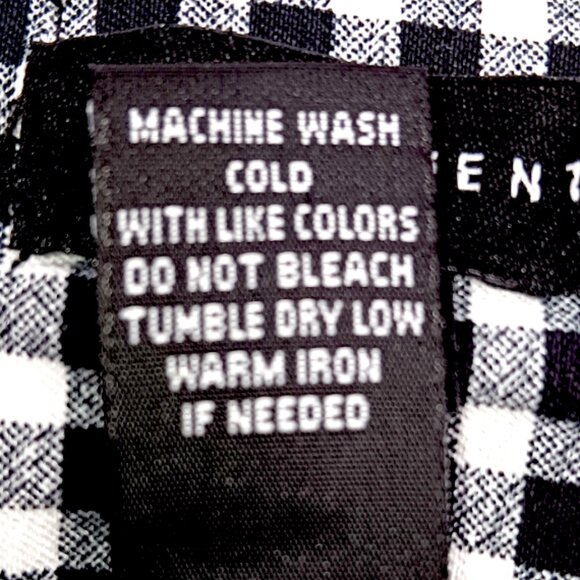 MACHINE WASH
COLD
WITH LIKE COLORS
DO NOT BLEACH
TUMBLE DRY LOW
WARM IRON
IF NEEDED